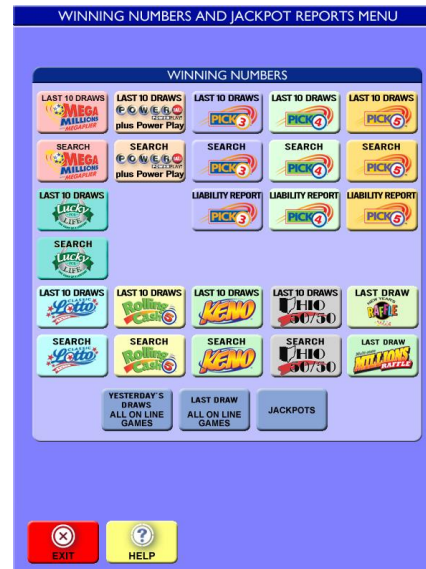 WINNING NUMBERS AND JACKPOT REPORTS MENU
WINNING NUMBERS
LAST 10 DRAWS
MEGA
MILLIONS
MEGAPLIER
LAST 10 DRAWS
POWERBALL
plus Power Play
LAST 10 DRAWS
PICK 3
LAST 10 DRAWS
PICK 4
LAST 10 DRAWS
PICK 5
SEARCH
MEGA
MILLIONS
MEGAPLIER
SEARCH
POWERBALL
plus Power Play
SEARCH
PICK 3
SEARCH
PICK 4
SEARCH
PICK 5
LAST 10 DRAWS
Lucky
LIFE
LIABILITY REPORT
PICK 3
LIABILITY REPORT
PICK 4
LIABILITY REPORT
PICK 5
SEARCH
Lucky
LIFE
LAST 10 DRAWS
CLASSIC
Lotto
LAST 10 DRAWS
Rolling
Cash 5
LAST 10 DRAWS
KENO
LAST 10 DRAWS
OHIO
50/50
LAST DRAW
NEW YEAR'S
RAFFLE
SEARCH
CLASSIC
Lotto
SEARCH
Rolling
Cash 5
SEARCH
KENO
SEARCH
OHIO
50/50
LAST DRAW
MILLIONS
RAFFLE
YESTERDAY'S
DRAWS
ALL ON LINE
GAMES
LAST DRAW
ALL ON LINE
GAMES
JACKPOTS
EXIT
?
HELP